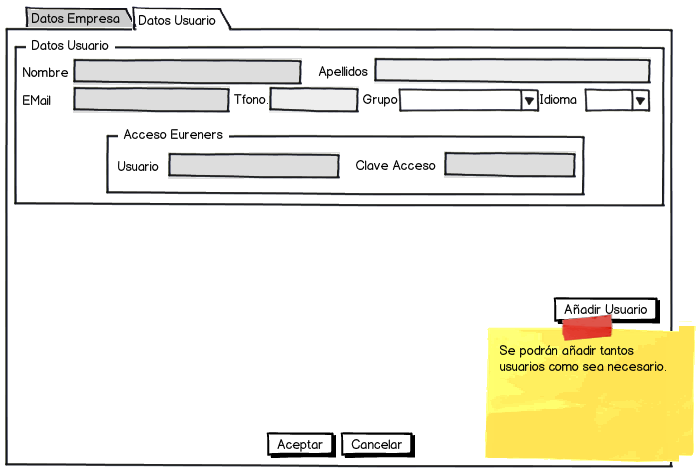 Datos Empresa
Datos Usuario
Datos Usuario
Nombre
Apellidos
EMail
Tfono.
Grupo
Idioma
Acceso Eureners
Usuario
Clave Acceso
Añadir Usuario
Se podrán añadir tantos
usuarios como sea necesario.
Aceptar
Cancelar